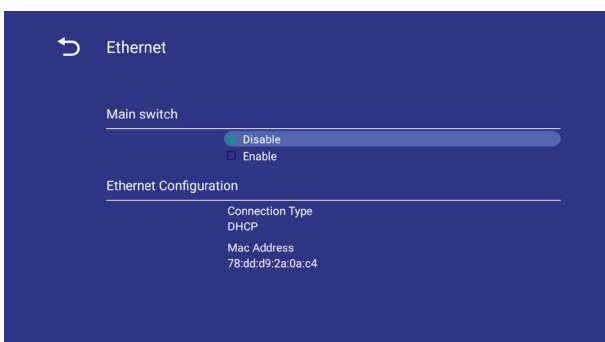 Ethernet
Main switch
Disable
Enable
Ethernet Configuration
Connection Type
DHCP
Mac Address
78:dd:d9:2a:0a:c4